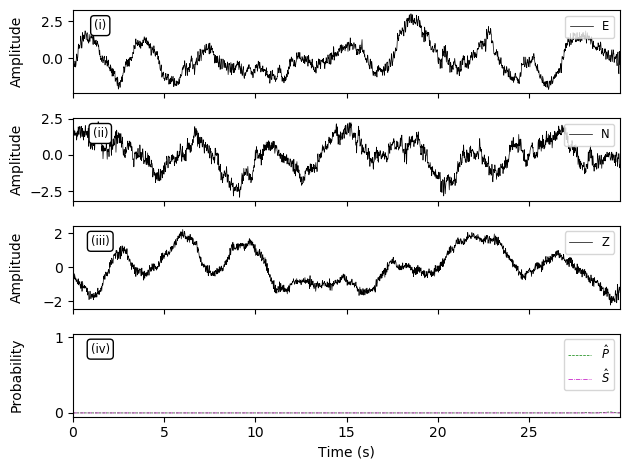 Amplitude
2.5
0.0
(i)
E
Amplitude
2.5
0.0
−2.5
(ii)
N
Amplitude
2
0
−2
(iii)
Z
Probability
1
0
(iv)
P̂
Ŝ
0 5 10 15 20 25
Time (s)